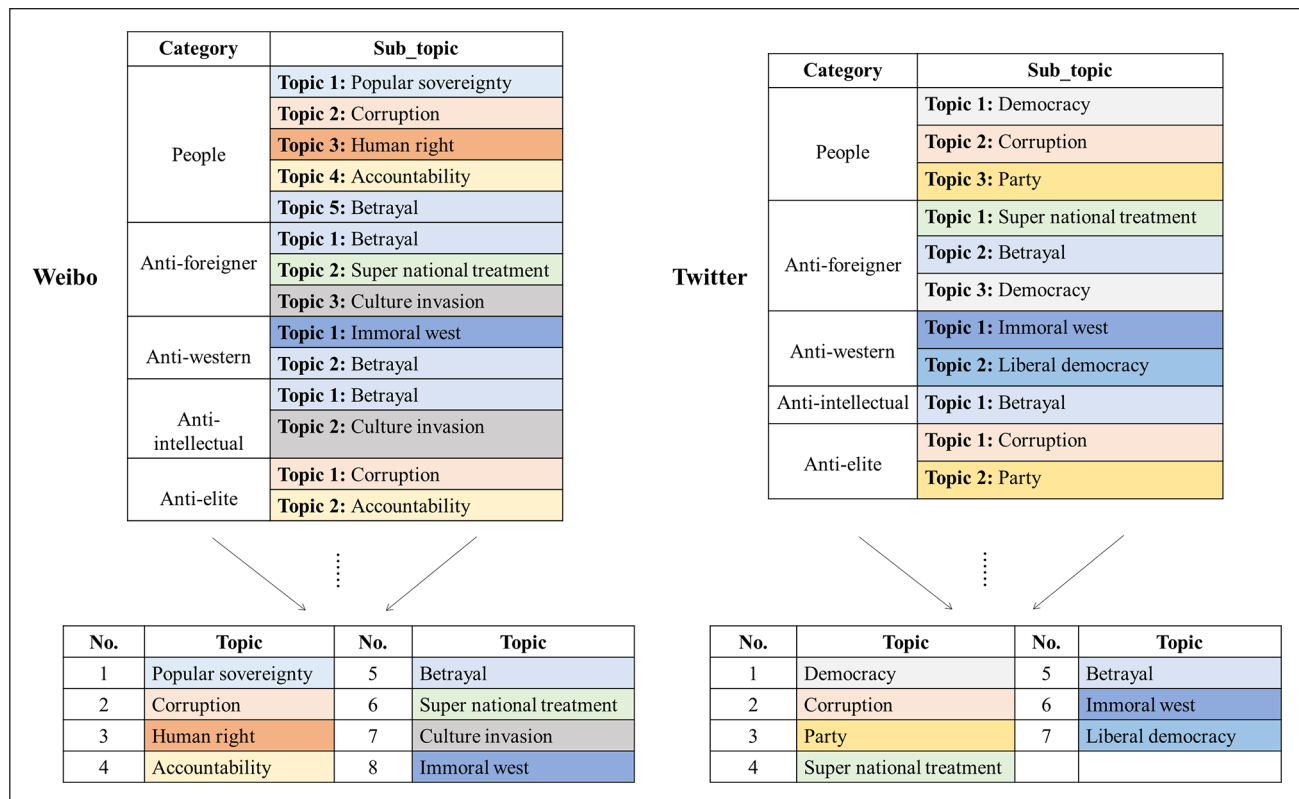 Weibo
Category Sub_topic
People
Topic 1: Popular sovereignty
Topic 2: Corruption
Topic 3: Human right
Topic 4: Accountability
Topic 5: Betrayal
Anti-foreigner
Topic 1: Betrayal
Topic 2: Super national treatment
Topic 3: Culture invasion
Anti-western
Topic 1: Immoral west
Topic 2: Betrayal
Anti-
intellectual
Topic 1: Betrayal
Topic 2: Culture invasion
Anti-elite
Topic 1: Corruption
Topic 2: Accountability
No. Topic No. Topic
1 Popular sovereignty 5 Betrayal
2 Corruption 6 Super national treatment
3 Human right 7 Culture invasion
4 Accountability 8 Immoral west
Twitter
Category Sub_topic
People
Topic 1: Democracy
Topic 2: Corruption
Topic 3: Party
Anti-foreigner
Topic 1: Super national treatment
Topic 2: Betrayal
Topic 3: Democracy
Anti-western
Topic 1: Immoral west
Topic 2: Liberal democracy
Anti-intellectual
Topic 1: Betrayal
Anti-elite
Topic 1: Corruption
Topic 2: Party
No. Topic No. Topic
1 Democracy 5 Betrayal
2 Corruption 6 Immoral west
3 Party 7 Liberal democracy
4 Super national treatment